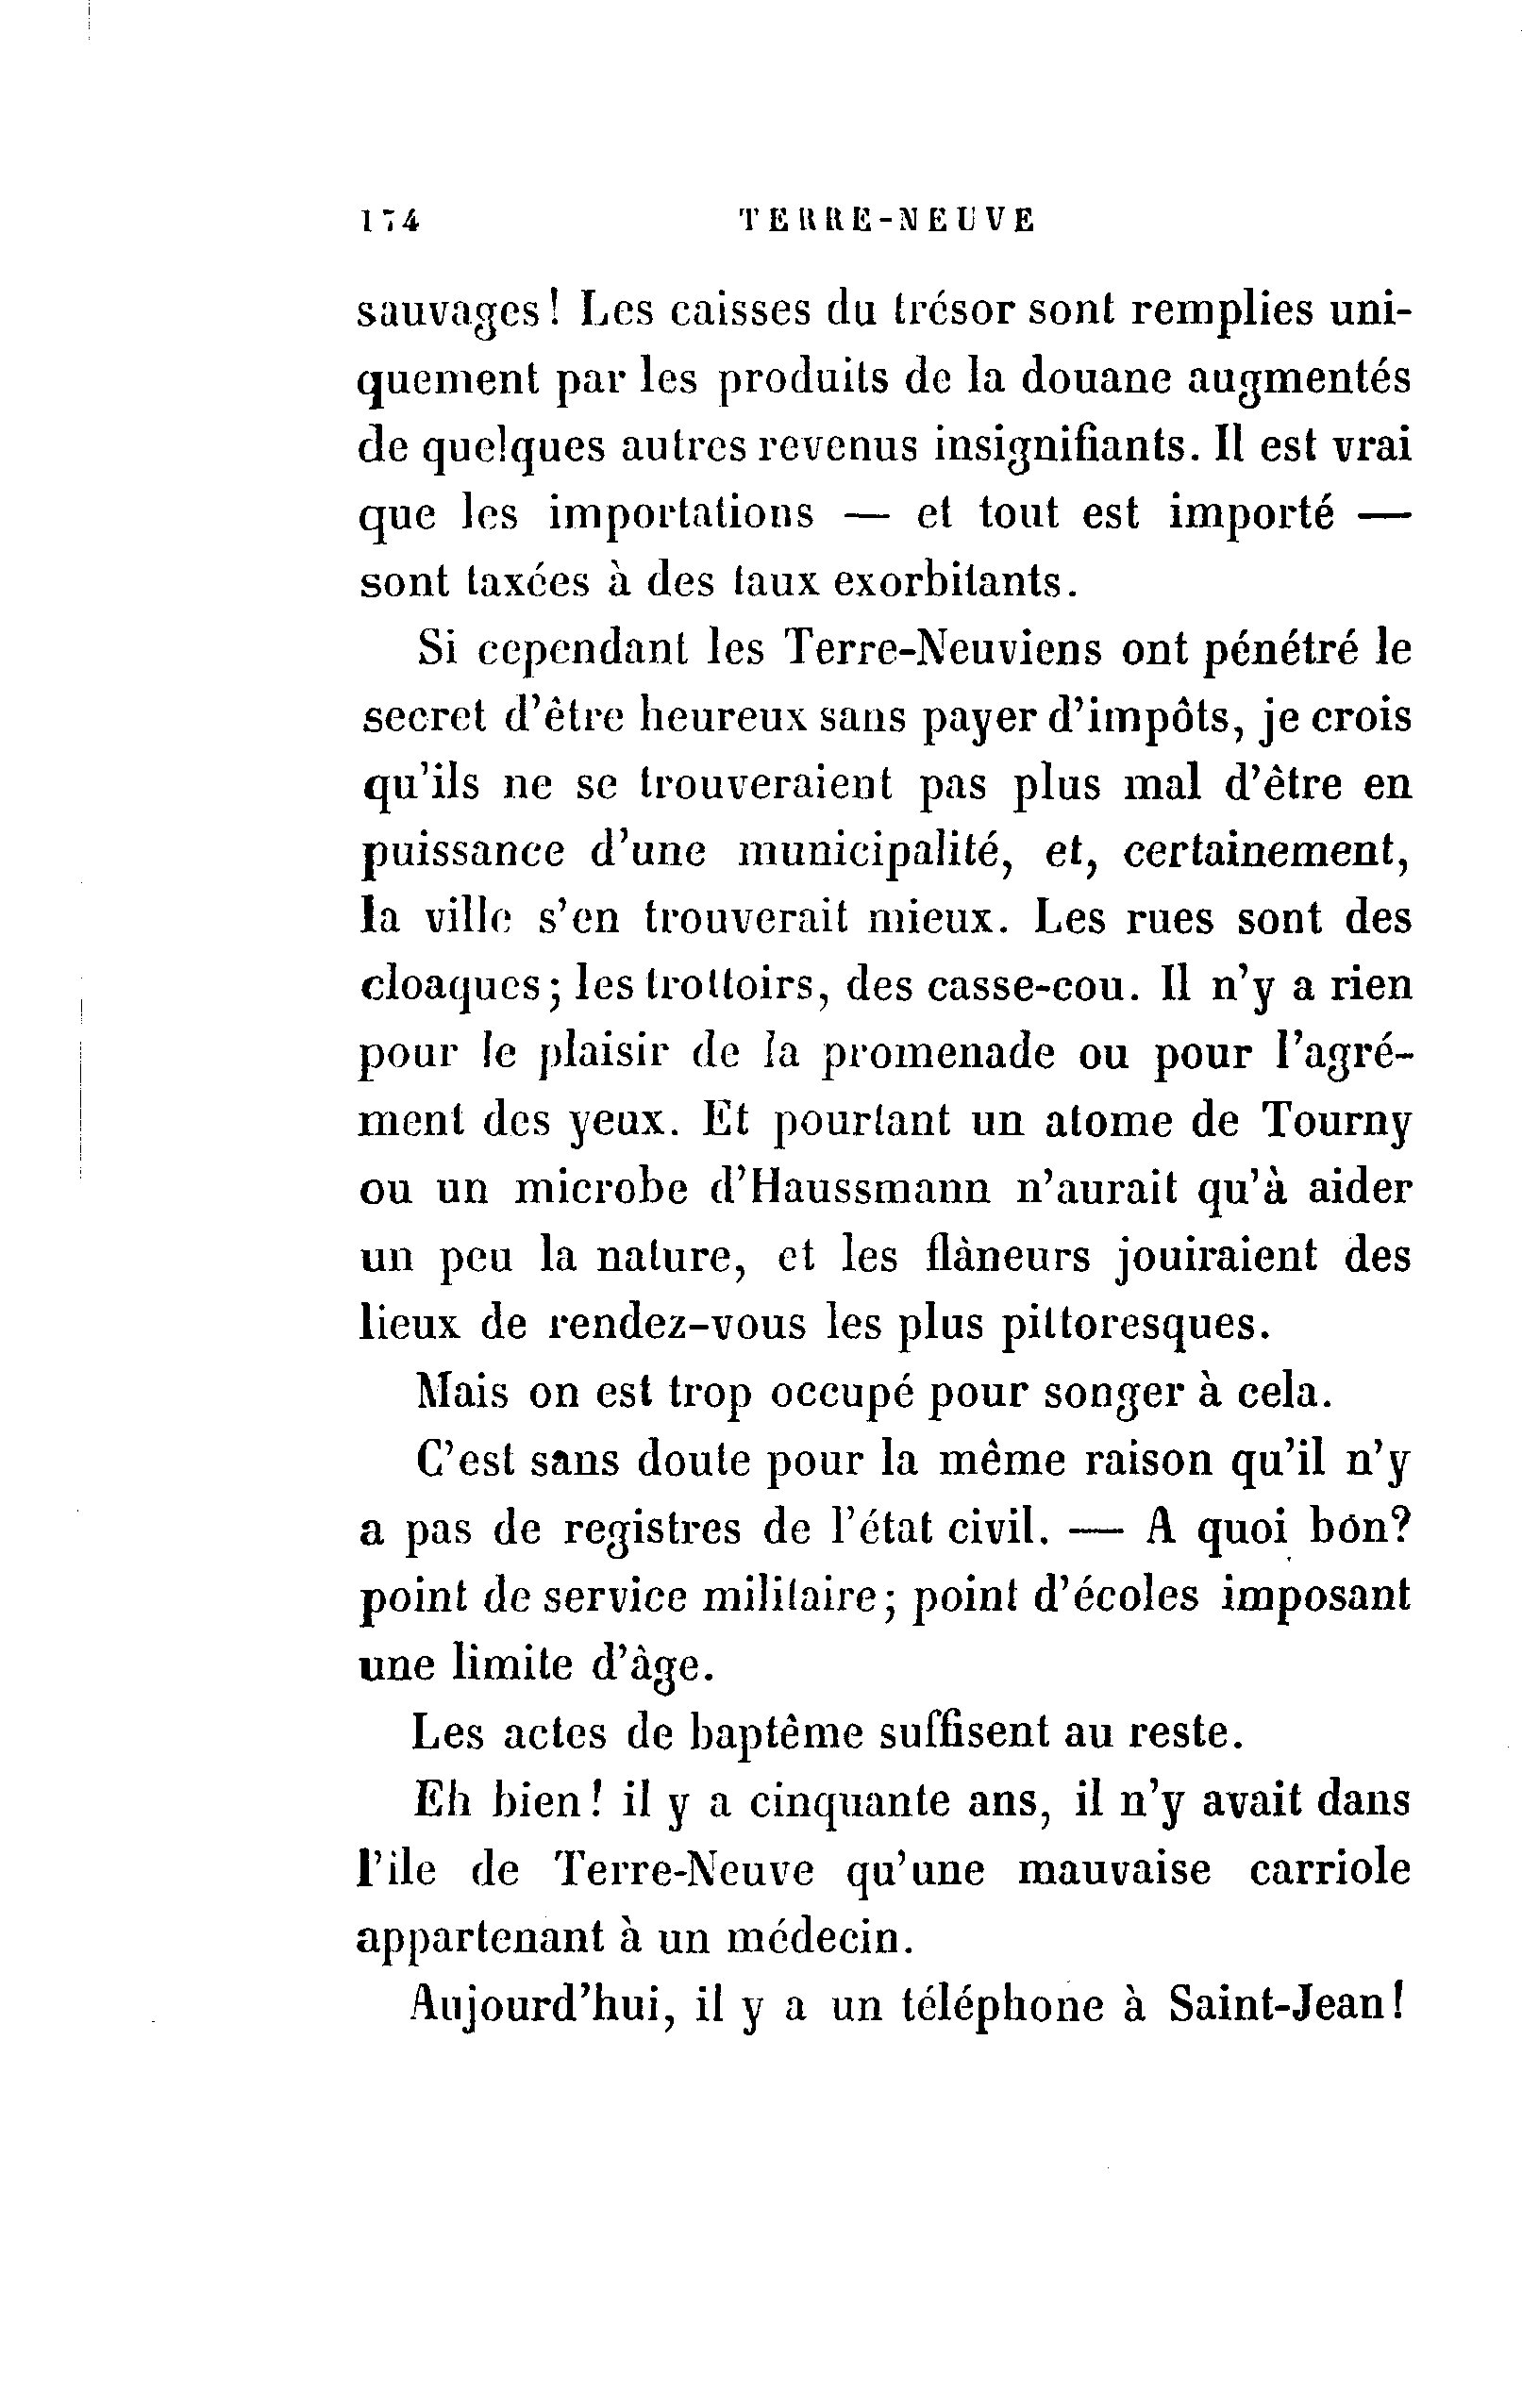 174 TERRE-NEUVE
sauvages! Les caisses du trésor sont remplies uni-
quement par les produits de la douane augmentés
de quelques autres revenus insignifiants. Il est vrai
que les importations — et tout est importé —
sont taxées à des taux exorbitants.
Si cependant les Terre-Neuviens ont pénétré le
secret d'être heureux sans payer d'impôts, je crois
qu'ils ne se trouveraient pas plus mal d'être en
puissance d'une municipalité, et, certainement,
la ville s'en trouverait mieux. Les rues sont des
cloaques; les trottoirs, des casse-cou. Il n'y a rien
pour le plaisir de la promenade ou pour l'agré-
ment des yeux. Et pourtant un atome de Tourny
ou un microbe d'Haussmann n'aurait qu'à aider
un peu la nature, et les flâneurs jouiraient des
lieux de rendez-vous les plus pittoresques.
Mais on est trop occupé pour songer à cela.
C'est sans doute pour la même raison qu'il n'y
a pas de registres de l'état civil. — A quoi bon?
point de service militaire; point d'écoles imposant
une limite d'âge.
Les actes de baptême suffisent au reste.
Eh bien! il y a cinquante ans, il n'y avait dans
l'ile de Terre-Neuve qu'une mauvaise carriole
appartenant à un médecin.
Aujourd'hui, il y a un téléphone à Saint-Jean!